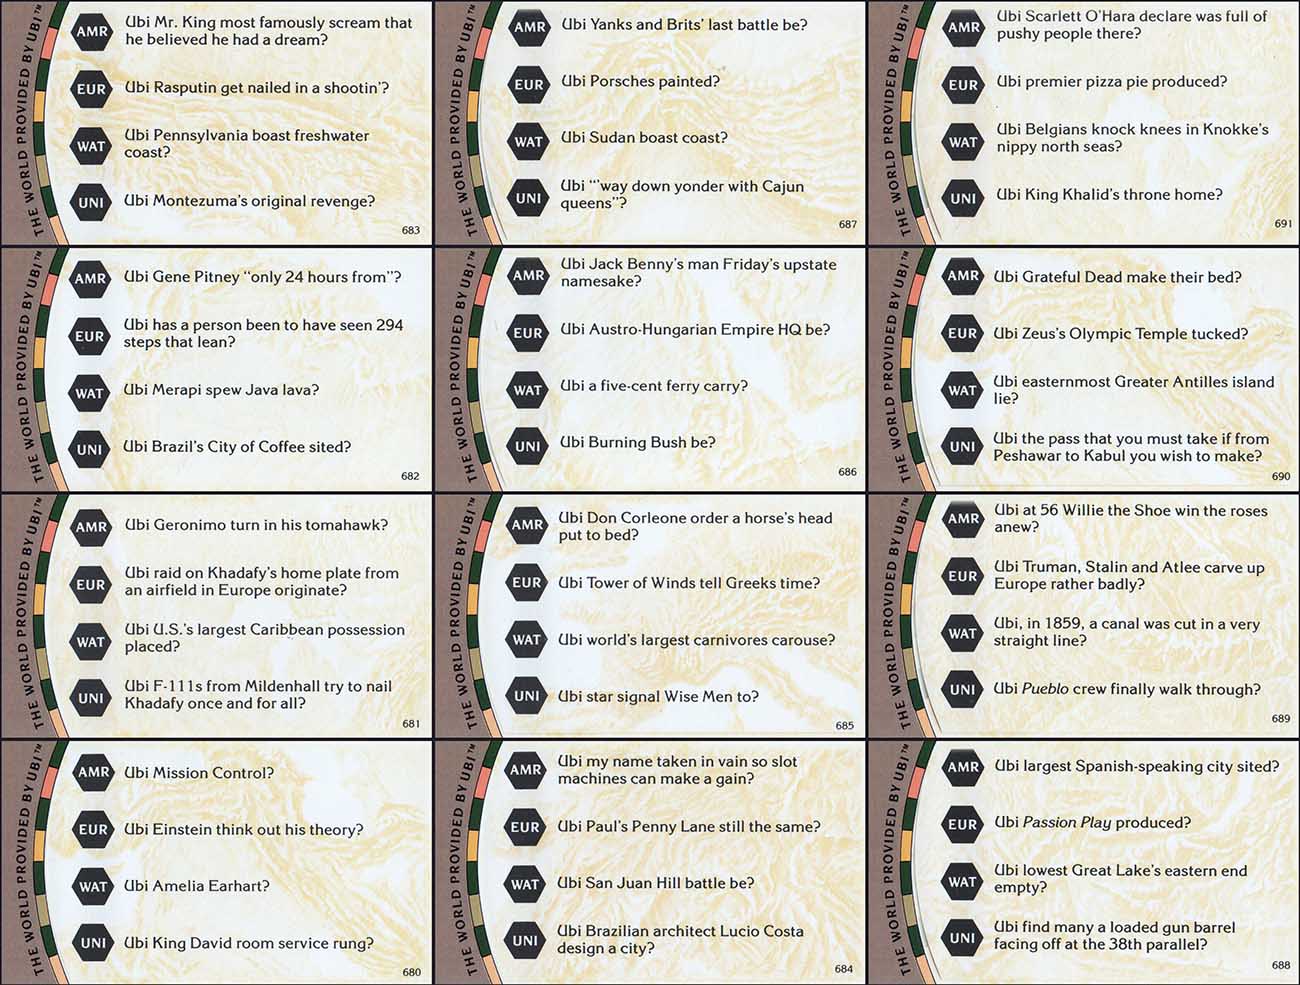 THE WORLD PROVIDED BY UBI™
AMR
Ubi Mr. King most famously scream that
he believed he had a dream?
EUR
Ubi Rasputin get nailed in a shootin'?
WAT
Ubi Pennsylvania boast freshwater
coast?
UNI
Ubi Montezuma's original revenge?
683
THE WORLD PROVIDED BY UBI™
AMR
Ubi Yanks and Brits' last battle be?
EUR
Ubi Porsches painted?
WAT
Ubi Sudan boast coast?
UNI
Ubi "'way down yonder with Cajun
queens"?
687
THE WORLD PROVIDED BY UBI™
AMR
Ubi Scarlett O'Hara declare was full of
pushy people there?
EUR
Ubi premier pizza pie produced?
WAT
Ubi Belgians knock knees in Knokke's
nippy north seas?
UNI
Ubi King Khalid's throne home?
691
THE WORLD PROVIDED BY UBI™
AMR
Ubi Gene Pitney "only 24 hours from"?
EUR
Ubi has a person been to have seen 294
steps that lean?
WAT
Ubi Merapi spew Java lava?
UNI
Ubi Brazil's City of Coffee sited?
682
THE WORLD PROVIDED BY UBI™
AMR
Ubi Jack Benny's man Friday's upstate
namesake?
EUR
Ubi Austro-Hungarian Empire HQ be?
WAT
Ubi a five-cent ferry carry?
UNI
Ubi Burning Bush be?
686
THE WORLD PROVIDED BY UBI™
AMR
Ubi Grateful Dead make their bed?
EUR
Ubi Zeus's Olympic Temple tucked?
WAT
Ubi easternmost Greater Antilles island
lie?
UNI
Ubi the pass that you must take if from
Peshawar to Kabul you wish to make?
690
THE WORLD PROVIDED BY UBI™
AMR
Ubi Geronimo turn in his tomahawk?
EUR
Ubi raid on Khadafy's home plate from
an airfield in Europe originate?
WAT
Ubi U.S.'s largest Caribbean possession
placed?
UNI
Ubi F-111s from Mildenhall try to nail
Khadafy once and for all?
681
THE WORLD PROVIDED BY UBI™
AMR
Ubi Don Corleone order a horse's head
put to bed?
EUR
Ubi Tower of Winds tell Greeks time?
WAT
Ubi world's largest carnivores carouse?
UNI
Ubi star signal Wise Men to?
685
THE WORLD PROVIDED BY UBI™
AMR
Ubi at 56 Willie the Shoe win the roses
anew?
EUR
Ubi Truman, Stalin and Atlee carve up
Europe rather badly?
WAT
Ubi, in 1859, a canal was cut in a very
straight line?
UNI
Ubi Pueblo crew finally walk through?
689
THE WORLD PROVIDED BY UBI™
AMR
Ubi Mission Control?
EUR
Ubi Einstein think out his theory?
WAT
Ubi Amelia Earhart?
UNI
Ubi King David room service rung?
680
THE WORLD PROVIDED BY UBI™
AMR
Ubi my name taken in vain so slot
machines can make a gain?
EUR
Ubi Paul's Penny Lane still the same?
WAT
Ubi San Juan Hill battle be?
UNI
Ubi Brazilian architect Lucio Costa
design a city?
684
THE WORLD PROVIDED BY UBI™
AMR
Ubi largest Spanish-speaking city sited?
EUR
Ubi Passion Play produced?
WAT
Ubi lowest Great Lake's eastern end
empty?
UNI
Ubi find many a loaded gun barrel
facing off at the 38th parallel?
688